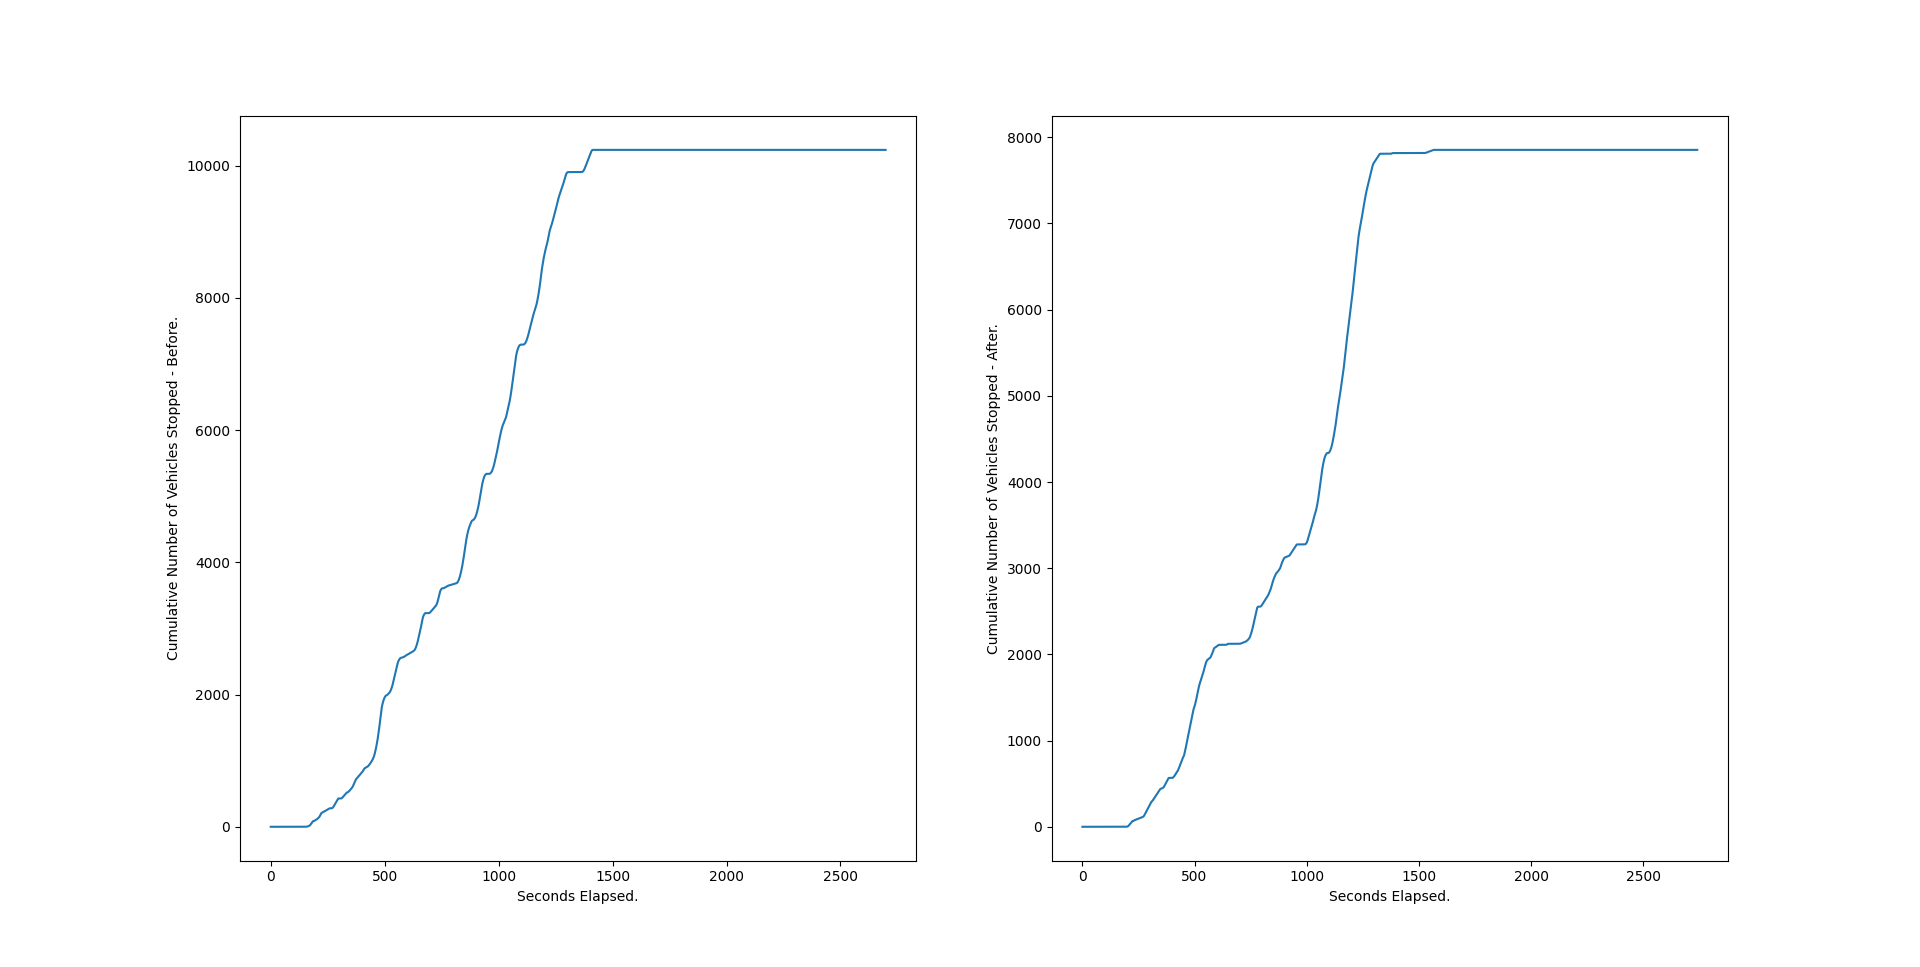 Cumulative Number of Vehicles Stopped - Before.
10000
8000
6000
4000
2000
0
0 500 1000 1500 2000 2500
Seconds Elapsed.
Cumulative Number of Vehicles Stopped - After.
8000
7000
6000
5000
4000
3000
2000
1000
0
0 500 1000 1500 2000 2500
Seconds Elapsed.